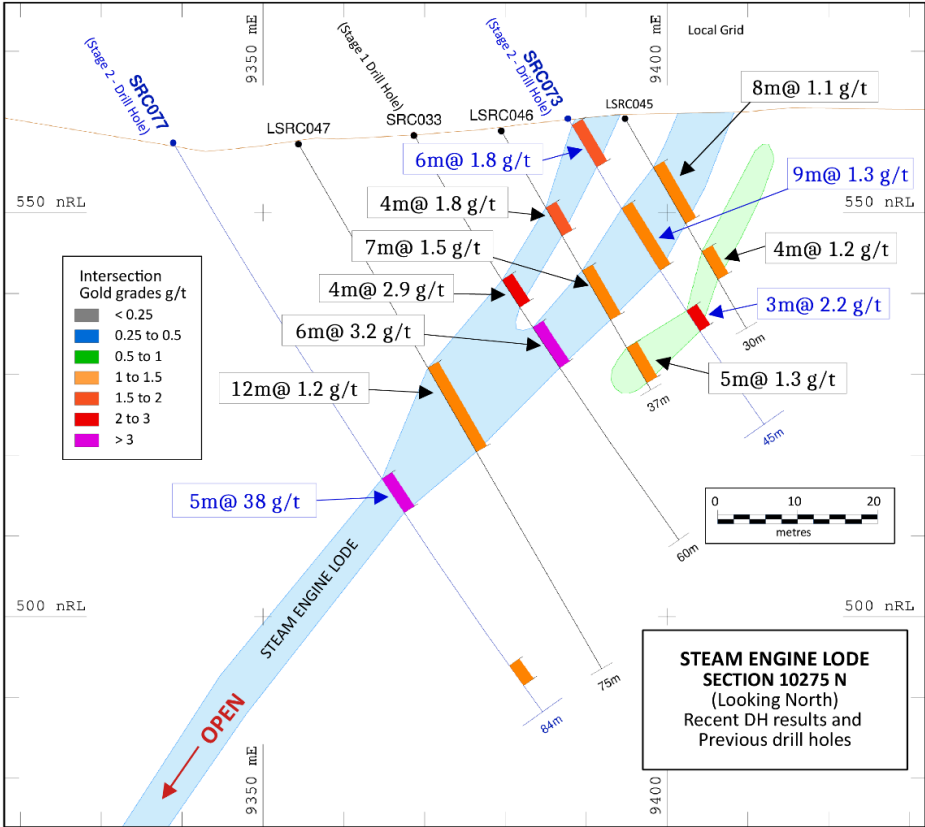 9350 mE
9400 mE
Local Grid
SRC077
(Stage 2 - Drill Hole)
LSRC047
(Stage 1 Drill Hole)
SRC033
LSRC046
SRC073
(Stage 2 - Drill Hole)
LSRC045
8m@ 1.1 g/t
6m@ 1.8 g/t
9m@ 1.3 g/t
4m@ 1.8 g/t
550 nRL
550 nRL
7m@ 1.5 g/t
4m@ 1.2 g/t
4m@ 2.9 g/t
3m@ 2.2 g/t
6m@ 3.2 g/t
30m
12m@ 1.2 g/t
5m@ 1.3 g/t
37m
45m
Intersection
Gold grades g/t
< 0.25
0.25 to 0.5
0.5 to 1
1 to 1.5
1.5 to 2
2 to 3
> 3
5m@ 38 g/t
0 10 20
metres
60m
STEAM ENGINE LODE
500 nRL
500 nRL
75m
84m
OPEN
STEAM ENGINE LODE
SECTION 10275 N
(Looking North)
Recent DH results and
Previous drill holes
9350 mE
9400 mE